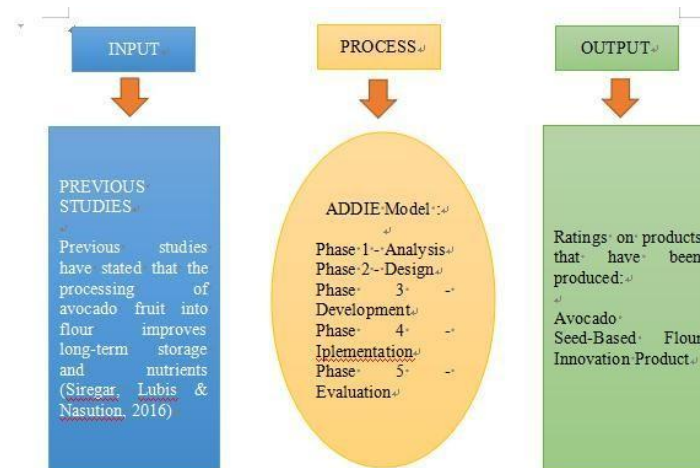 INPUT
PROCESS
OUTPUT
PREVIOUS
STUDIES
Previous studies
have stated that the
processing of
avocado fruit into
flour improves
long-term storage
and nutrients
(Siregar, Lubis &
Nasution, 2016)
ADDIE Model :
Phase 1 - Analysis
Phase 2 - Design
Phase 3 -
Development
Phase 4 -
Iplementation
Phase 5 -
Evaluation
Ratings on products
that have been
produced:
Avocado
Seed-Based Flour
Innovation Product